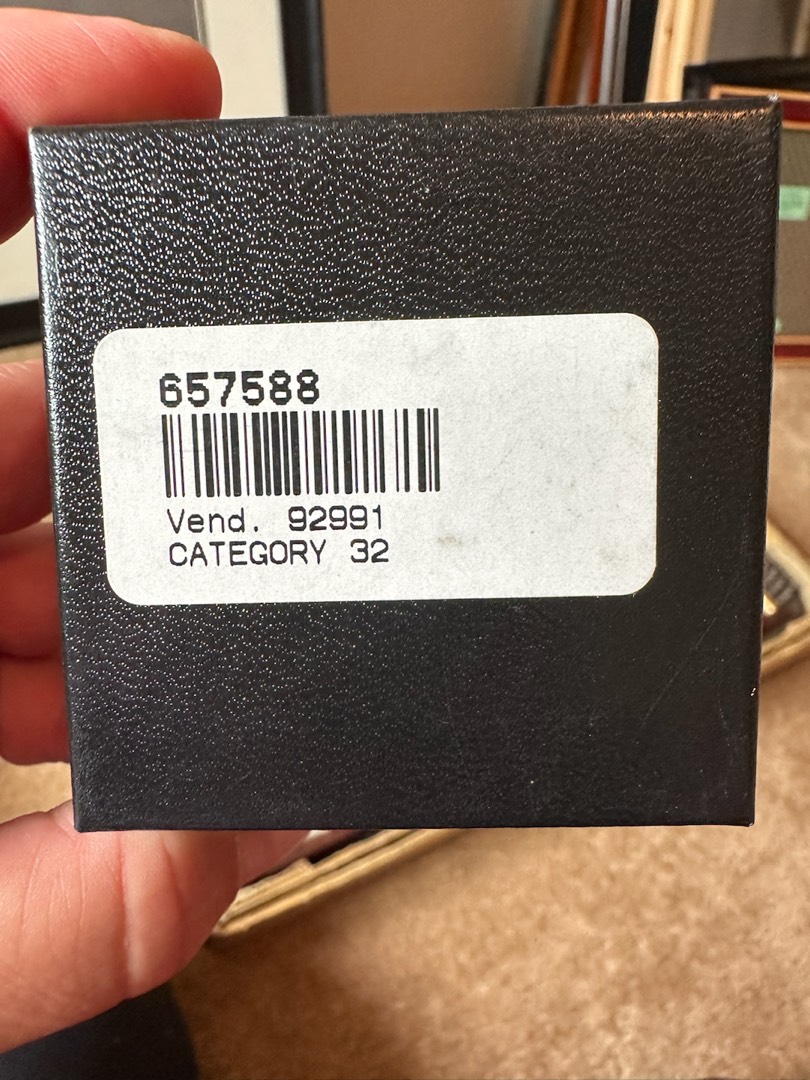 657588
Vend. 92991
CATEGORY 32